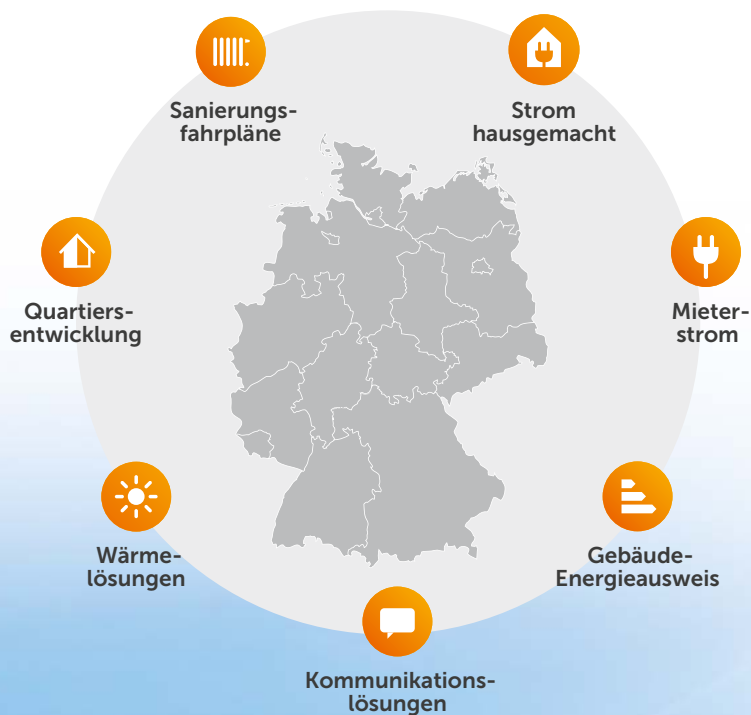 Sanierungs-
fahrpläne
Strom
hausgemacht
Quartiers-
entwicklung
Mieter-
strom
Wärme-
lösungen
Gebäude-
Energieausweis
Kommunikations-
lösungen